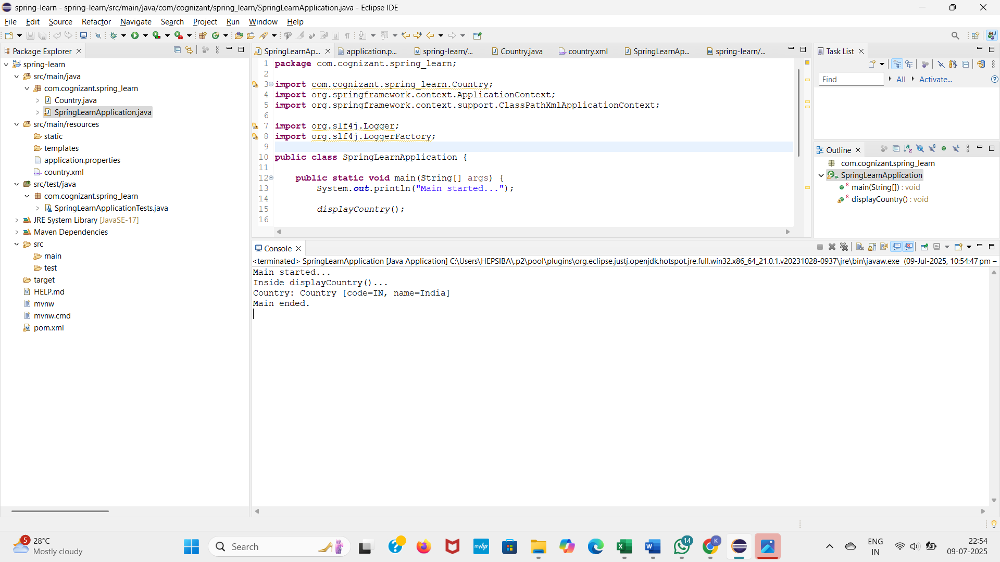 spring-learn - spring-learn/src/main/java/com/cognizant/spring_learn/SpringLearnApplication.java - Eclipse IDE
File Edit Source Refactor Navigate Search Project Run Window Help
Package Explorer
spring-learn
src/main/java
com.cognizant.spring_learn
Country.java
SpringLearnApplication.java
src/main/resources
static
templates
application.properties
country.xml
src/test/java
com.cognizant.spring_learn
SpringLearnApplicationTests.java
JRE System Library [JavaSE-17]
Maven Dependencies
src
main
test
target
HELP.md
mvnw
mvnw.cmd
pom.xml
SpringLearnAp... application.p... spring-learn/... Country.java country.xml SpringLearnAp... spring-learn/...
1 package com.cognizant.spring_learn;
2
3 import com.cognizant.spring_learn.Country;
4 import org.springframework.context.ApplicationContext;
5 import org.springframework.context.support.ClassPathXmlApplicationContext;
6
7 import org.slf4j.Logger;
8 import org.slf4j.LoggerFactory;
9
10 public class SpringLearnApplication {
11
12 public static void main(String[] args) {
13 System.out.println("Main started...");
14
15 displayCountry();
16
Console
<terminated> SpringLearnApplication [Java Application] C:\Users\HEPSIBA\.p2\pool\plugins\org.eclipse.justj.openjdk.hotspot.jre.full.win32.x86_64_21.0.1.v20231028-0937\jre\bin\javaw.exe (09-Jul-2025, 10:54:47 pm –
Main started...
Inside displayCountry()...
Country: Country [code=IN, name=India]
Main ended.
Task List
Find All Activate...
Outline
com.cognizant.spring_learn
SpringLearnApplication
main(String[]) : void
displayCountry() : void
5
28°C
Mostly cloudy
Search
myhp
14
K
ENG
IN
22:54
09-07-2025